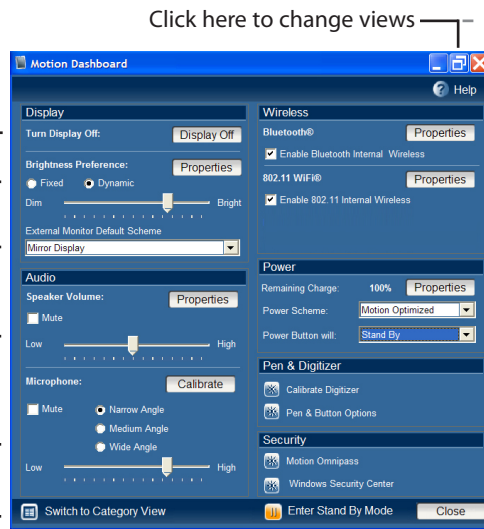 Click here to change views
Motion Dashboard
Help
Display
Turn Display Off:
Display Off
Brightness Preference:
Properties
Fixed
Dynamic
Dim
Bright
External Monitor Default Scheme
Mirror Display
Audio
Speaker Volume:
Properties
Mute
Low
High
Microphone:
Calibrate
Mute
Narrow Angle
Medium Angle
Wide Angle
Low
High
Wireless
Bluetooth®
Properties
Enable Bluetooth Internal Wireless
802.11 WiFi®
Properties
Enable 802.11 Internal Wireless
Power
Remaining Charge:
100%
Properties
Power Scheme:
Motion Optimized
Power Button will:
Stand By
Pen & Digitizer
Calibrate Digitizer
Pen & Button Options
Security
Motion Omnipass
Windows Security Center
Switch to Category View
Enter Stand By Mode
Close